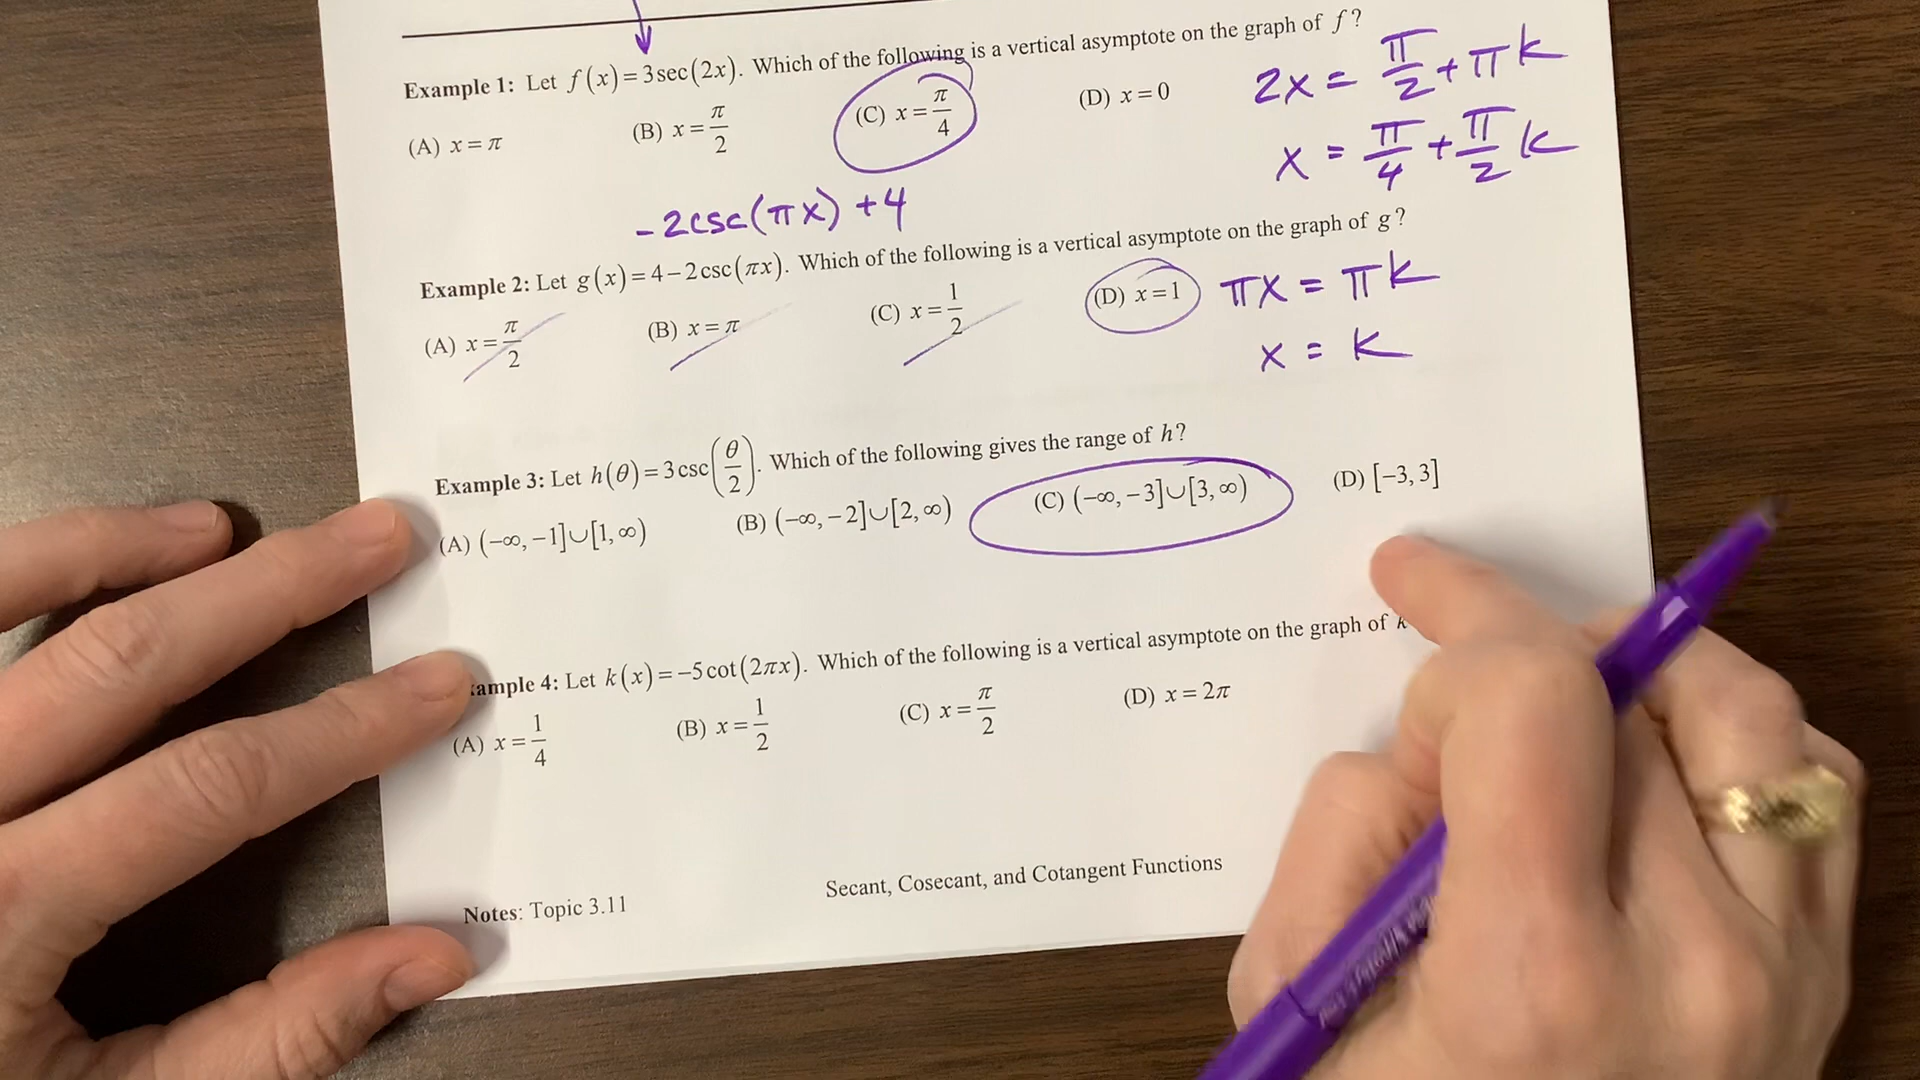 Example 1: Let f(x) = 3sec(2x). Which of the following is a vertical asymptote on the graph of f?
(A) x = π (B) x = π/2 (C) x = π/4 (D) x = 0
2x = π/2 + πk
x = π/4 + π/2 k
-2csc(πx) + 4
Example 2: Let g(x) = 4 − 2csc(πx). Which of the following is a vertical asymptote on the graph of g?
(A) x = π/2 (B) x = π (C) x = 1/2 (D) x = 1
πx = πk
x = k
Example 3: Let h(θ) = 3csc(θ/2). Which of the following gives the range of h?
(A) (−∞, −1]∪[1, ∞) (B) (−∞, −2]∪[2, ∞) (C) (−∞, −3]∪[3, ∞) (D) [−3, 3]
ample 4: Let k(x) = −5cot(2πx). Which of the following is a vertical asymptote on the graph of k
(A) x = 1/4 (B) x = 1/2 (C) x = π/2 (D) x = 2π
Notes: Topic 3.11 Secant, Cosecant, and Cotangent Functions